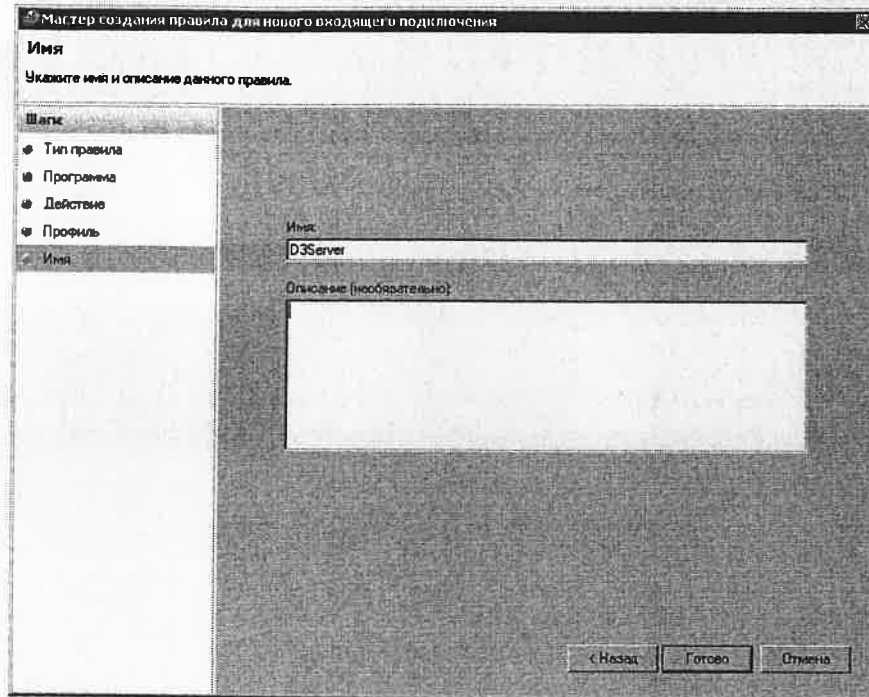 Мастер создания правила для нового входящего подключения
Имя
Укажите имя и описание данного правила.
Шаги:
Тип правила
Программа
Действие
Профиль
Имя
Имя:
D3Server
Описание (необязательно):
< Назад
Готово
Отмена